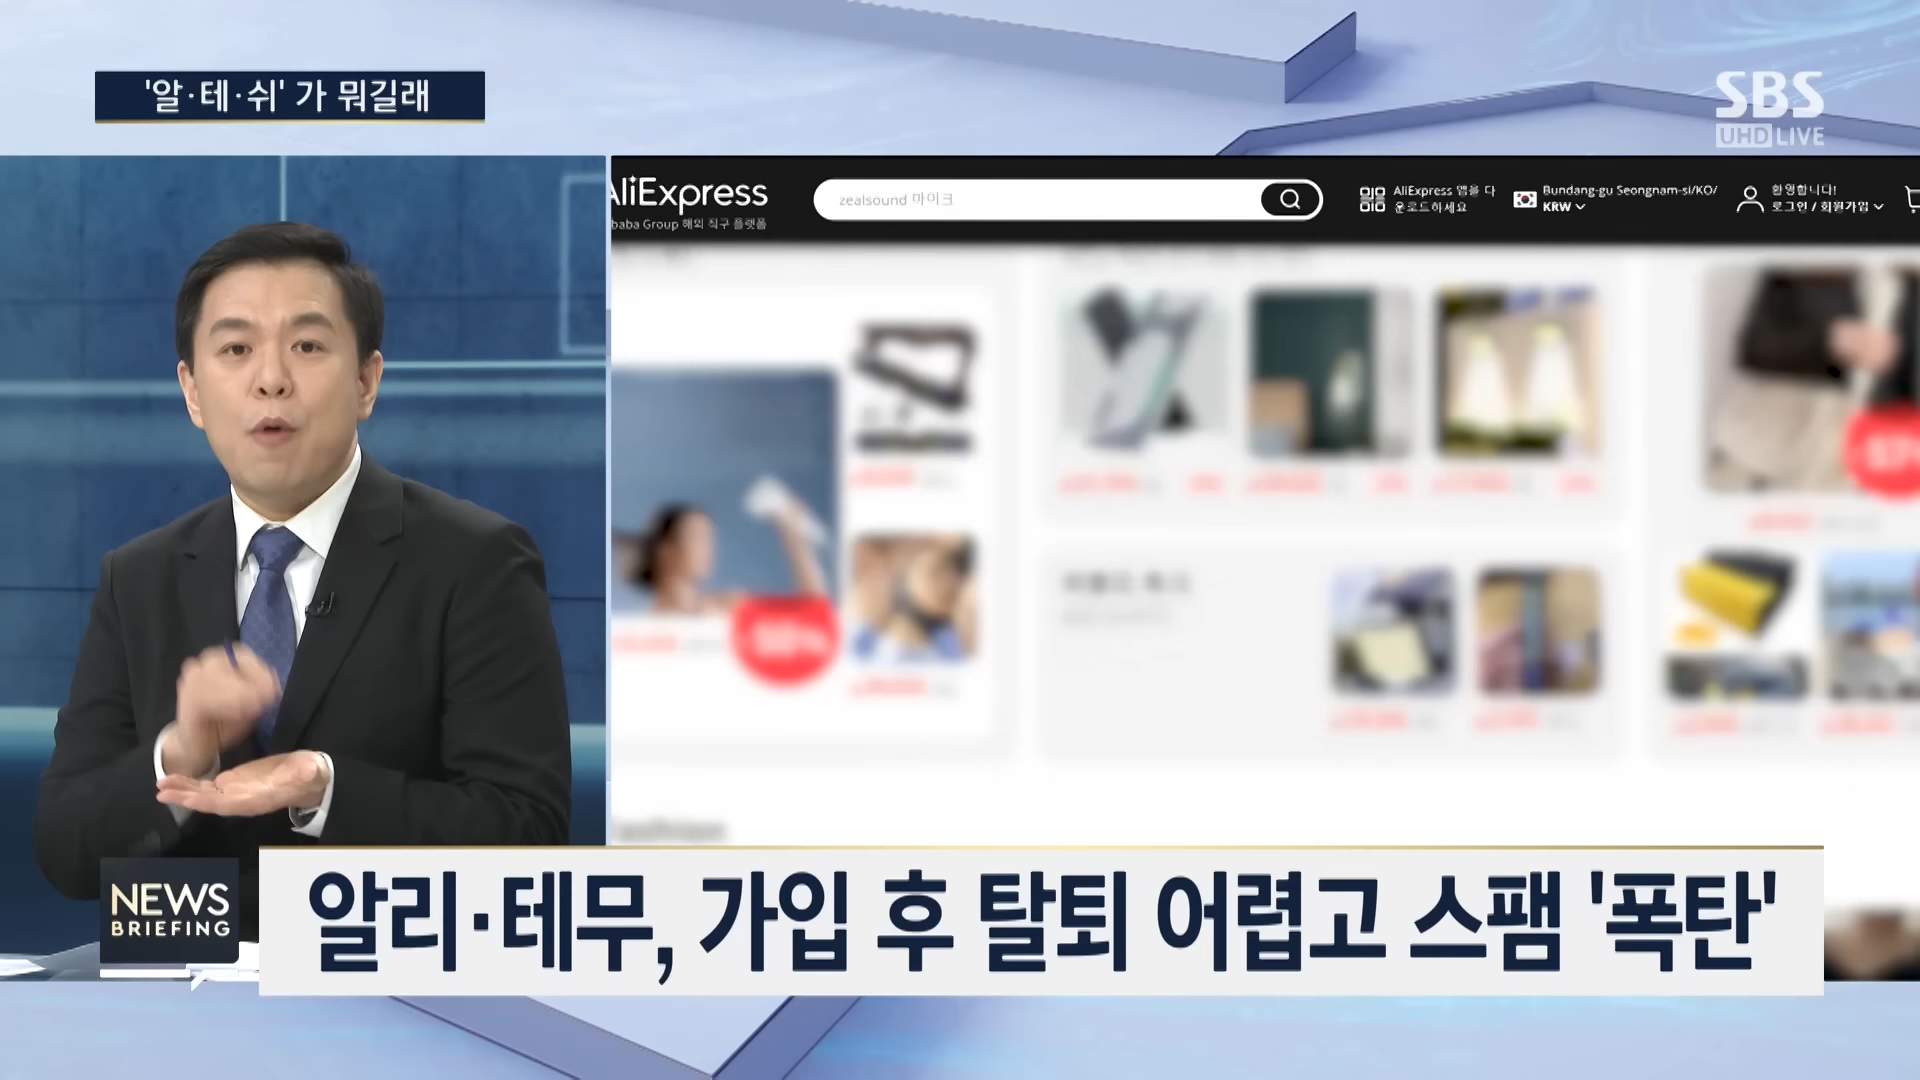 '알·테·쉬' 가 뭐길래
SBS
UHD LIVE
AliExpress
baba Group 해외 직구 플랫폼
zealsound 마이크
AliExpress 앱을 다
운로드하세요
Bundang-gu Seongnam-si/KO/
KRW
환영합니다!
로그인 / 회원가입
NEWS
BRIEFING
알리·테무, 가입 후 탈퇴 어렵고 스팸 '폭탄'